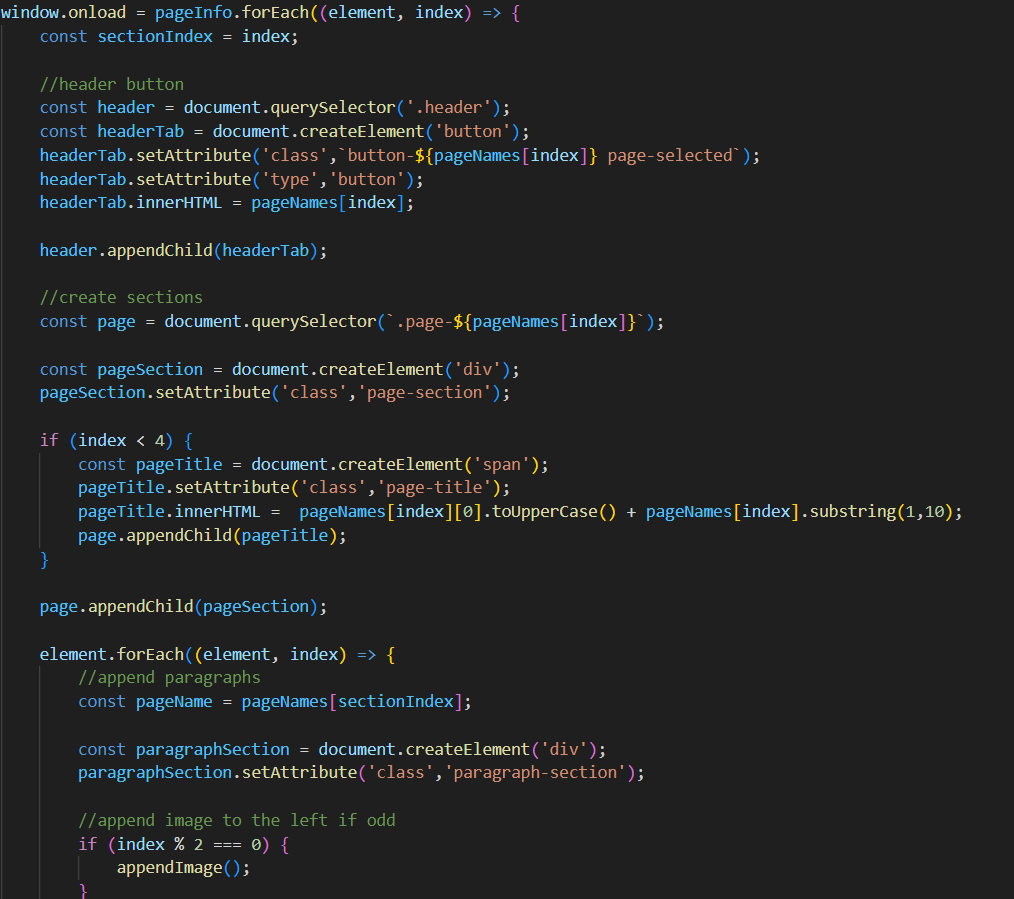 window.onload = pageInfo.forEach((element, index) => {
    const sectionIndex = index;

    //header button
    const header = document.querySelector('.header');
    const headerTab = document.createElement('button');
    headerTab.setAttribute('class',`button-${pageNames[index]} page-selected`);
    headerTab.setAttribute('type','button');
    headerTab.innerHTML = pageNames[index];

    header.appendChild(headerTab);

    //create sections
    const page = document.querySelector(`.page-${pageNames[index]}`);

    const pageSection = document.createElement('div');
    pageSection.setAttribute('class','page-section');

    if (index < 4) {
        const pageTitle = document.createElement('span');
        pageTitle.setAttribute('class','page-title');
        pageTitle.innerHTML =  pageNames[index][0].toUpperCase() + pageNames[index].substring(1,10);
        page.appendChild(pageTitle);
    }

    page.appendChild(pageSection);

    element.forEach((element, index) => {
        //append paragraphs
        const pageName = pageNames[sectionIndex];

        const paragraphSection = document.createElement('div');
        paragraphSection.setAttribute('class','paragraph-section');

        //append image to the left if odd
        if (index % 2 === 0) {
            appendImage();
        }